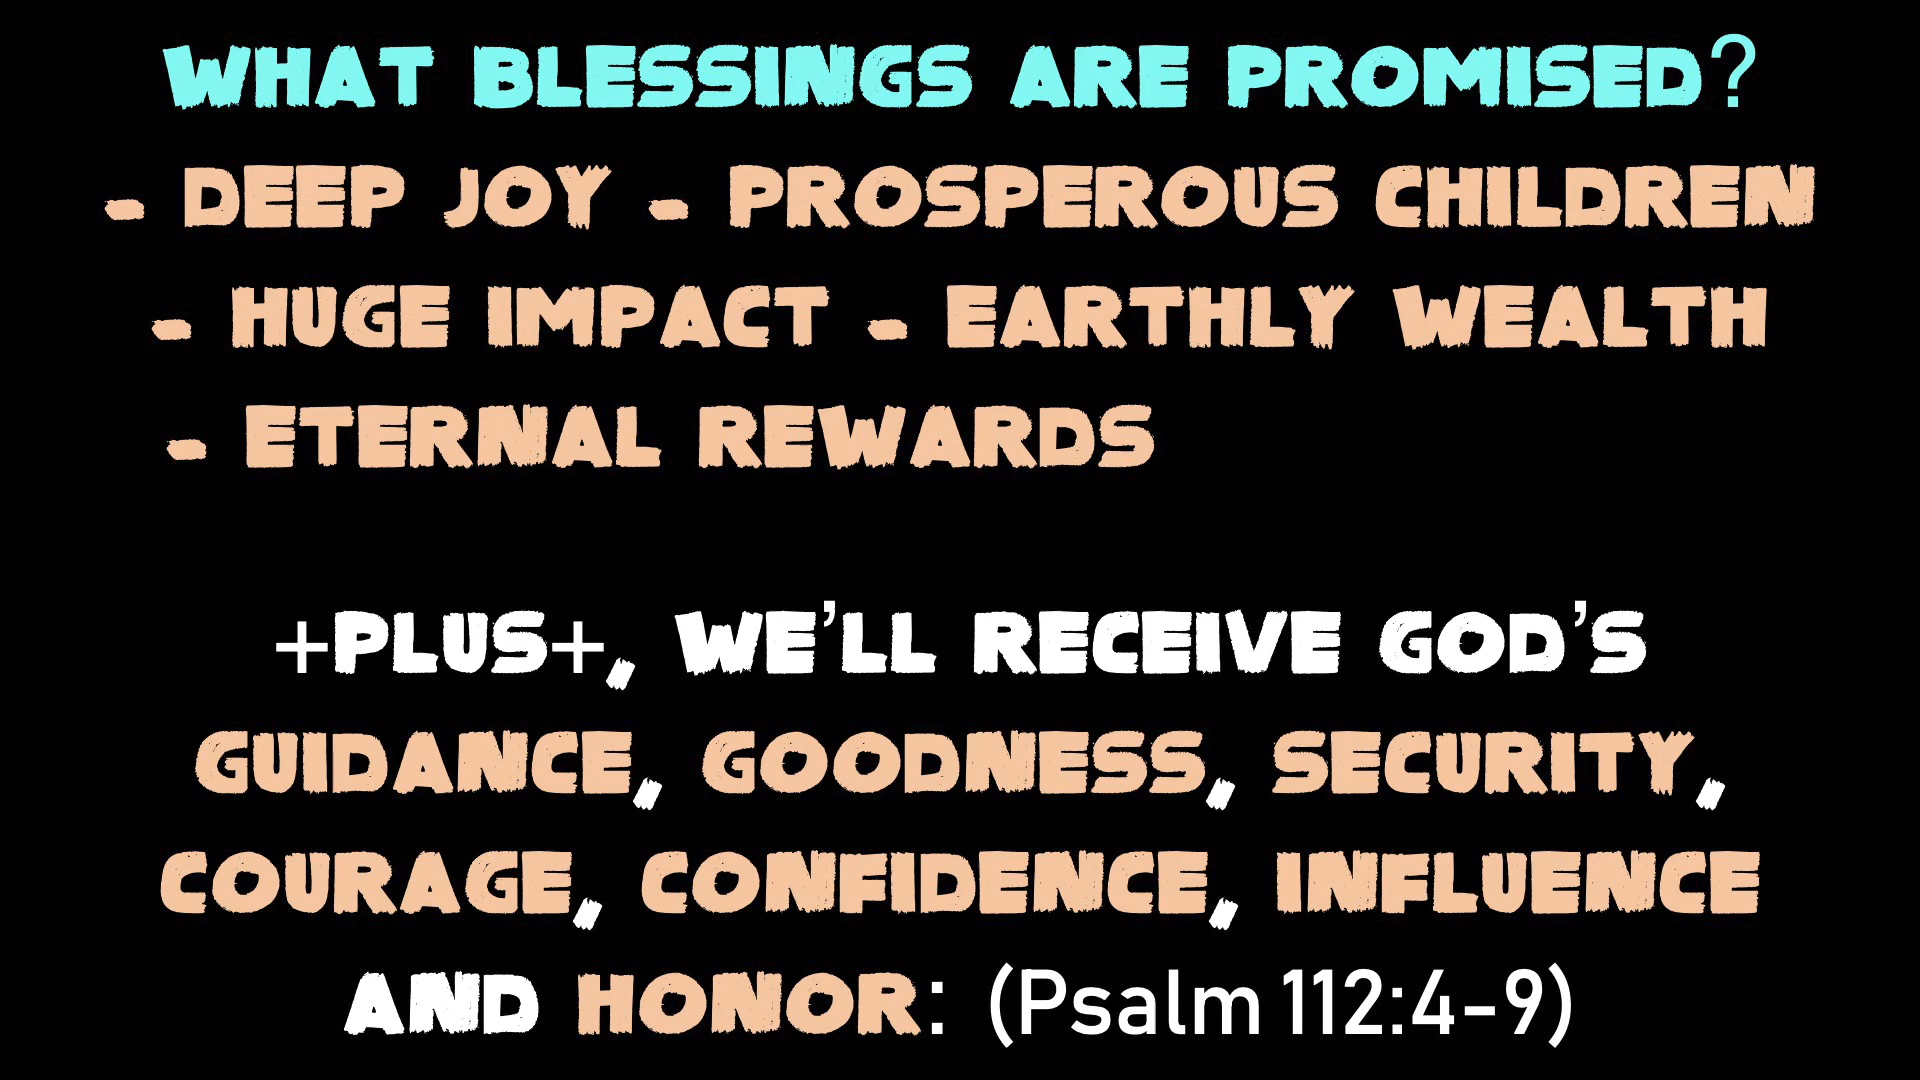 WHAT BLESSINGS ARE PROMISED?
- DEEP JOY - PROSPEROUS CHILDREN
- HUGE IMPACT - EARTHLY WEALTH
- ETERNAL REWARDS
+PLUS+, WE'LL RECEIVE GOD'S
GUIDANCE, GOODNESS, SECURITY,
COURAGE, CONFIDENCE, INFLUENCE
AND HONOR: (Psalm 112:4-9)